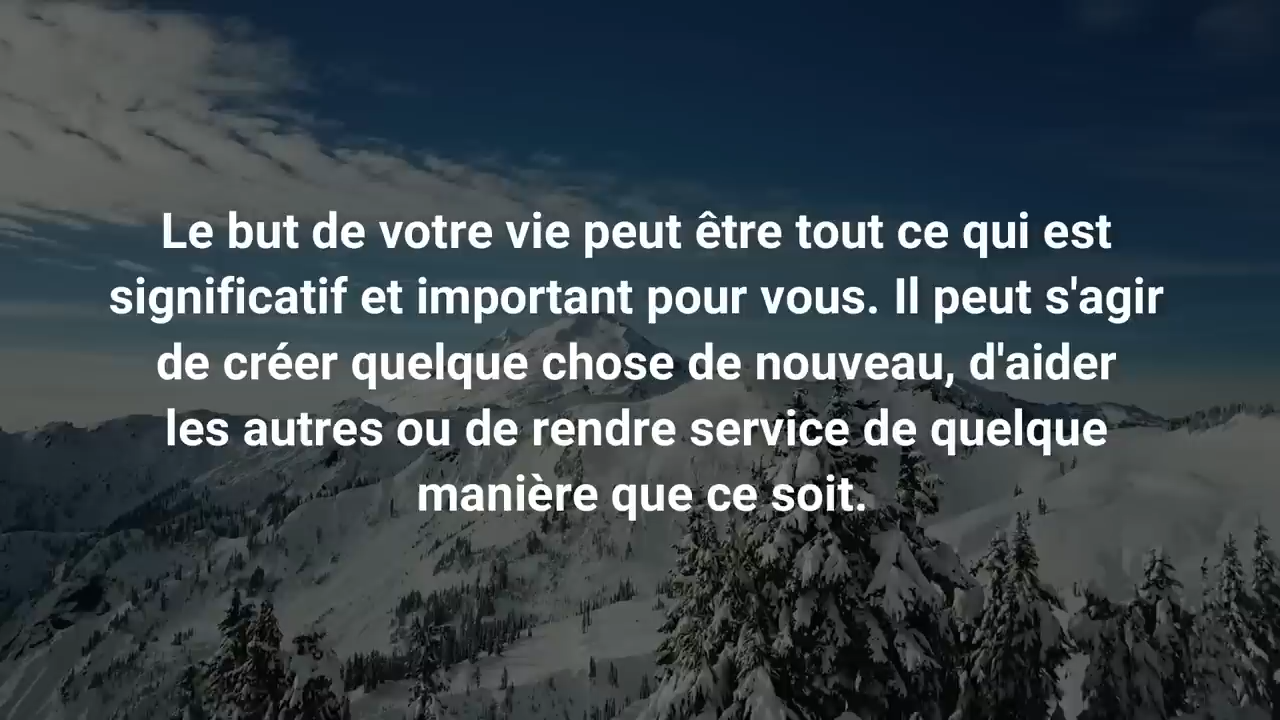 Le but de votre vie peut être tout ce qui est
significatif et important pour vous. Il peut s'agir
de créer quelque chose de nouveau, d'aider
les autres ou de rendre service de quelque
manière que ce soit.